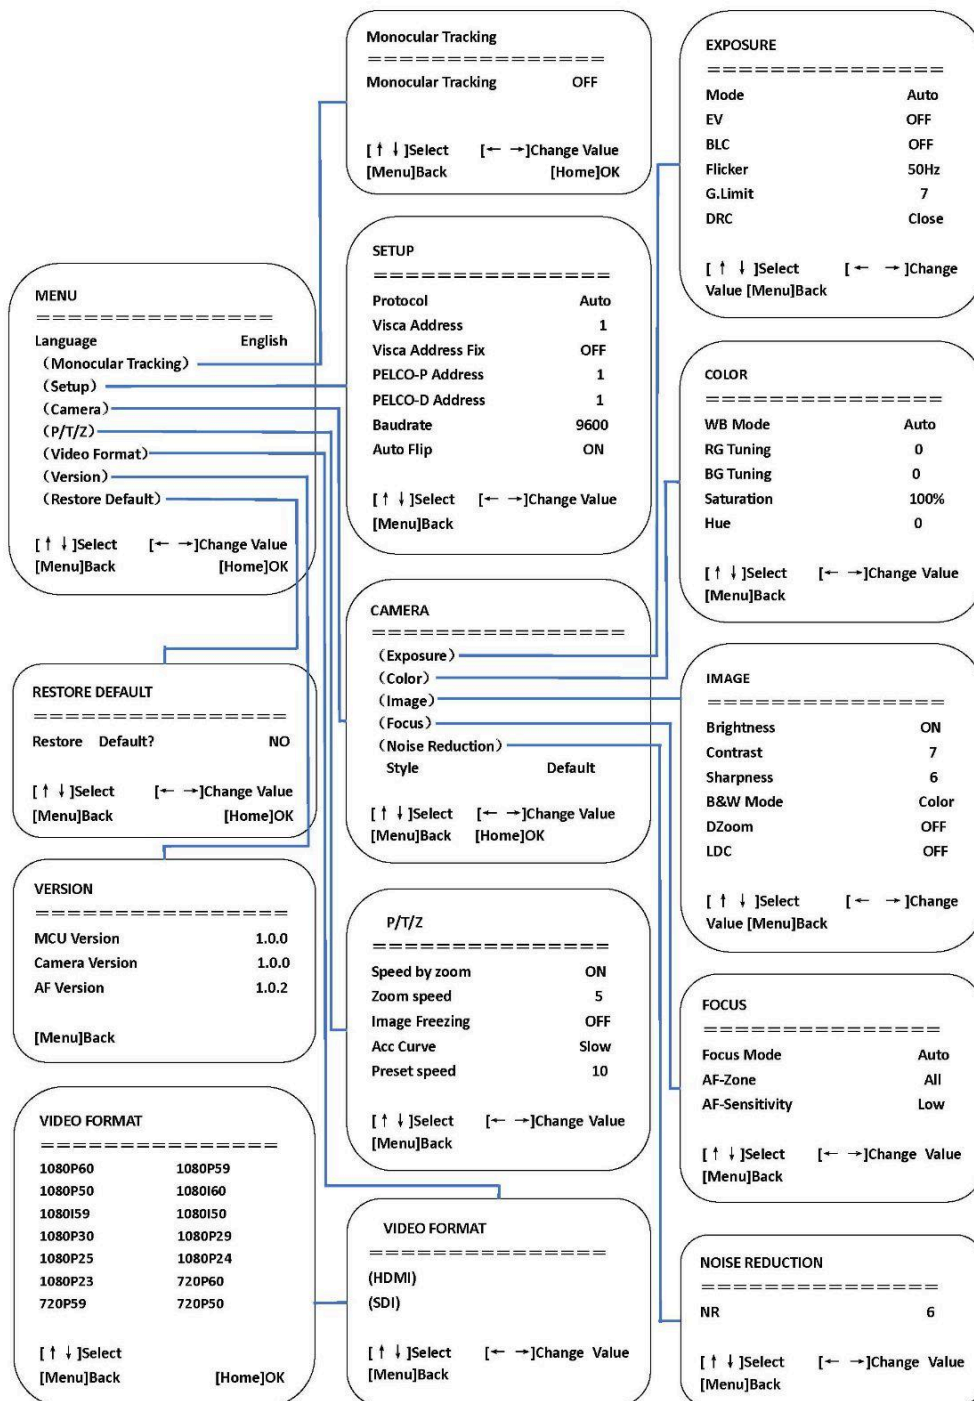 Monocular Tracking
===============
Monocular Tracking OFF
[ ↑ ↓ ]Select [← →]Change Value
[Menu]Back [Home]OK
EXPOSURE
===============
Mode Auto
EV OFF
BLC OFF
Flicker 50Hz
G.Limit 7
DRC Close
[ ↑ ↓ ]Select [ ← → ]Change
Value [Menu]Back
MENU
===============
Language English
(Monocular Tracking)
(Setup)
(Camera)
(P/T/Z)
(Video Format)
(Version)
(Restore Default)
[ ↑ ↓ ]Select [← →]Change Value
[Menu]Back [Home]OK
SETUP
===============
Protocol Auto
Visca Address 1
Visca Address Fix OFF
PELCO-P Address 1
PELCO-D Address 1
Baudrate 9600
Auto Flip ON
[ ↑ ↓ ]Select [← →]Change Value
[Menu]Back
COLOR
===============
WB Mode Auto
RG Tuning 0
BG Tuning 0
Saturation 100%
Hue 0
[ ↑ ↓ ]Select [← →]Change Value
[Menu]Back
CAMERA
================
(Exposure)
(Color)
(Image)
(Focus)
(Noise Reduction)
Style Default
[ ↑ ↓ ]Select [← →]Change Value
[Menu]Back [Home]OK
RESTORE DEFAULT
================
Restore Default? NO
[ ↑ ↓ ]Select [← →]Change Value
[Menu]Back [Home]OK
IMAGE
===============
Brightness ON
Contrast 7
Sharpness 6
B&W Mode Color
DZoom OFF
LDC OFF
[ ↑ ↓ ]Select [ ← → ]Change
Value [Menu]Back
VERSION
================
MCU Version 1.0.0
Camera Version 1.0.0
AF Version 1.0.2
[Menu]Back
P/T/Z
===============
Speed by zoom ON
Zoom speed 5
Image Freezing OFF
Acc Curve Slow
Preset speed 10
[ ↑ ↓ ]Select [← →]Change Value
[Menu]Back
FOCUS
===============
Focus Mode Auto
AF-Zone All
AF-Sensitivity Low
[ ↑ ↓ ]Select [← →]Change Value
[Menu]Back
VIDEO FORMAT
===============
1080P60 1080P59
1080P50 1080I60
1080I59 1080I50
1080P30 1080P29
1080P25 1080P24
1080P23 720P60
720P59 720P50
[ ↑ ↓ ]Select
[Menu]Back [Home]OK
VIDEO FORMAT
===============
(HDMI)
(SDI)
[ ↑ ↓ ]Select [← →]Change Value
[Menu]Back
NOISE REDUCTION
===============
NR 6
[ ↑ ↓ ]Select [← →]Change Value
[Menu]Back